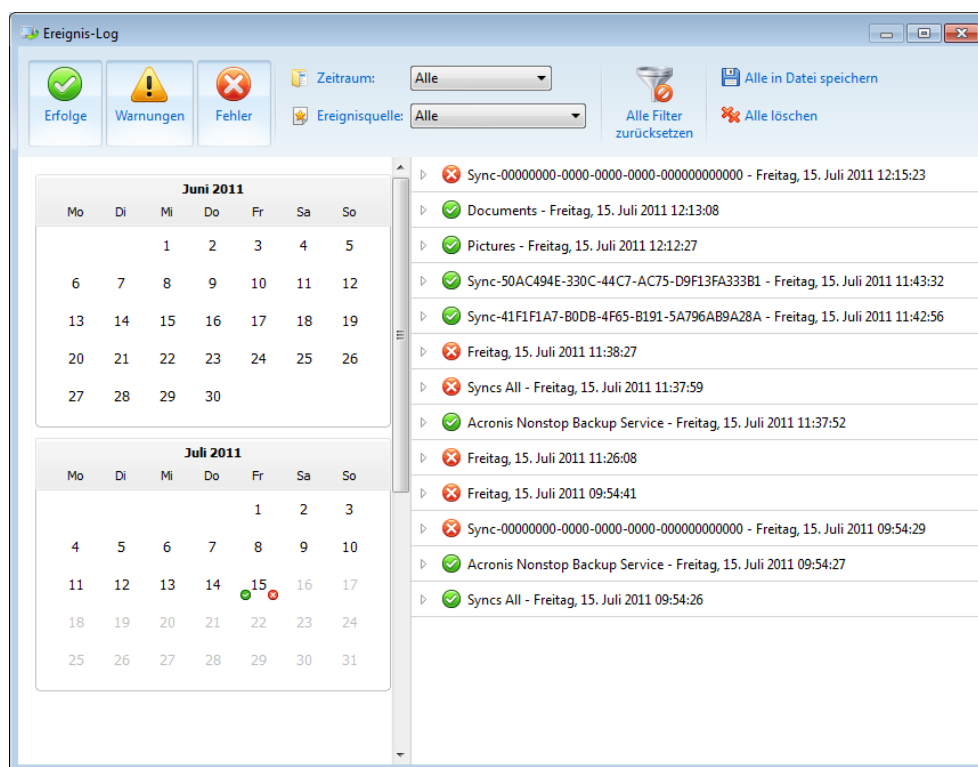 Ereignis-Log
Erfolge
Warnungen
Fehler
Zeitraum:
Alle
Ereignisquelle:
Alle
Alle Filter
zurücksetzen
Alle in Datei speichern
Alle löschen
Juni 2011
Mo Di Mi Do Fr Sa So
1 2 3 4 5
6 7 8 9 10 11 12
13 14 15 16 17 18 19
20 21 22 23 24 25 26
27 28 29 30
Juli 2011
Mo Di Mi Do Fr Sa So
1 2 3
4 5 6 7 8 9 10
11 12 13 14 15 16 17
18 19 20 21 22 23 24
25 26 27 28 29 30 31
Sync-00000000-0000-0000-0000-000000000000 - Freitag, 15. Juli 2011 12:15:23
Documents - Freitag, 15. Juli 2011 12:13:08
Pictures - Freitag, 15. Juli 2011 12:12:27
Sync-50AC494E-330C-44C7-AC75-D9F13FA333B1 - Freitag, 15. Juli 2011 11:43:32
Sync-41F1F1A7-B0DB-4F65-B191-5A796AB9A28A - Freitag, 15. Juli 2011 11:42:56
Freitag, 15. Juli 2011 11:38:27
Syncs All - Freitag, 15. Juli 2011 11:37:59
Acronis Nonstop Backup Service - Freitag, 15. Juli 2011 11:37:52
Freitag, 15. Juli 2011 11:26:08
Freitag, 15. Juli 2011 09:54:41
Sync-00000000-0000-0000-0000-000000000000 - Freitag, 15. Juli 2011 09:54:29
Acronis Nonstop Backup Service - Freitag, 15. Juli 2011 09:54:27
Syncs All - Freitag, 15. Juli 2011 09:54:26